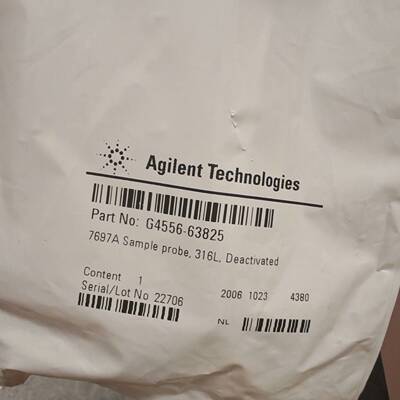 Agilent Technologies
Part No: G4556-63825
7697A Sample probe, 316L, Deactivated
Content 1
Serial/Lot No 22706
2006 1023 4380
NL